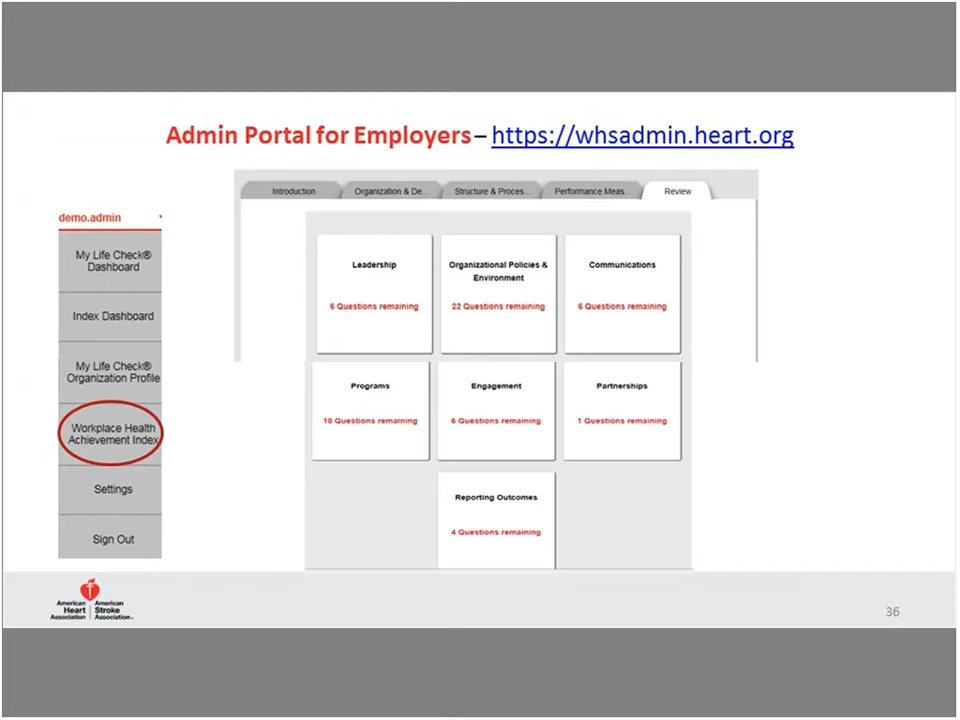 Admin Portal for Employers – https://whsadmin.heart.org
Introduction
Organization & De...
Structure & Proces...
Performance Meas...
Review
demo.admin
My Life Check®
Dashboard
Index Dashboard
My Life Check®
Organization Profile
Workplace Health
Achievement Index
Settings
Sign Out
Leadership
6 Questions remaining
Organizational Policies &
Environment
22 Questions remaining
Communications
6 Questions remaining
Programs
10 Questions remaining
Engagement
6 Questions remaining
Partnerships
1 Questions remaining
Reporting Outcomes
4 Questions remaining
American
Heart
Association
American
Stroke
Association
36